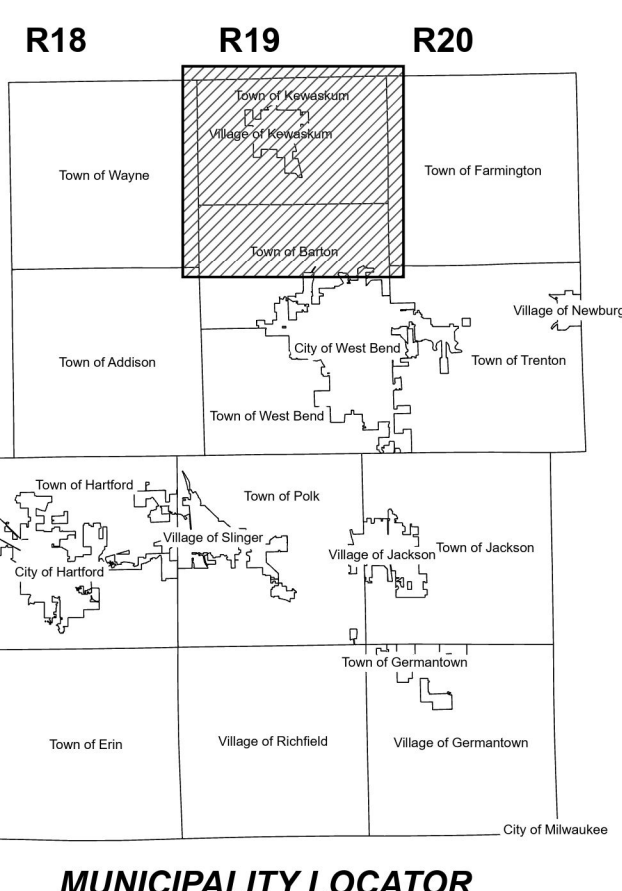 R18 R19 R20
Town of Kewaskum
Village of Kewaskum
Town of Wayne
Town of Farmington
Town of Barton
Village of Newburg
City of West Bend
Town of Addison
Town of Trenton
Town of West Bend
Town of Hartford
Town of Polk
Village of Slinger
Village of Jackson
Town of Jackson
City of Hartford
Town of Germantown
Town of Erin
Village of Richfield
Village of Germantown
City of Milwaukee
MUNICIPALITY LOCATOR